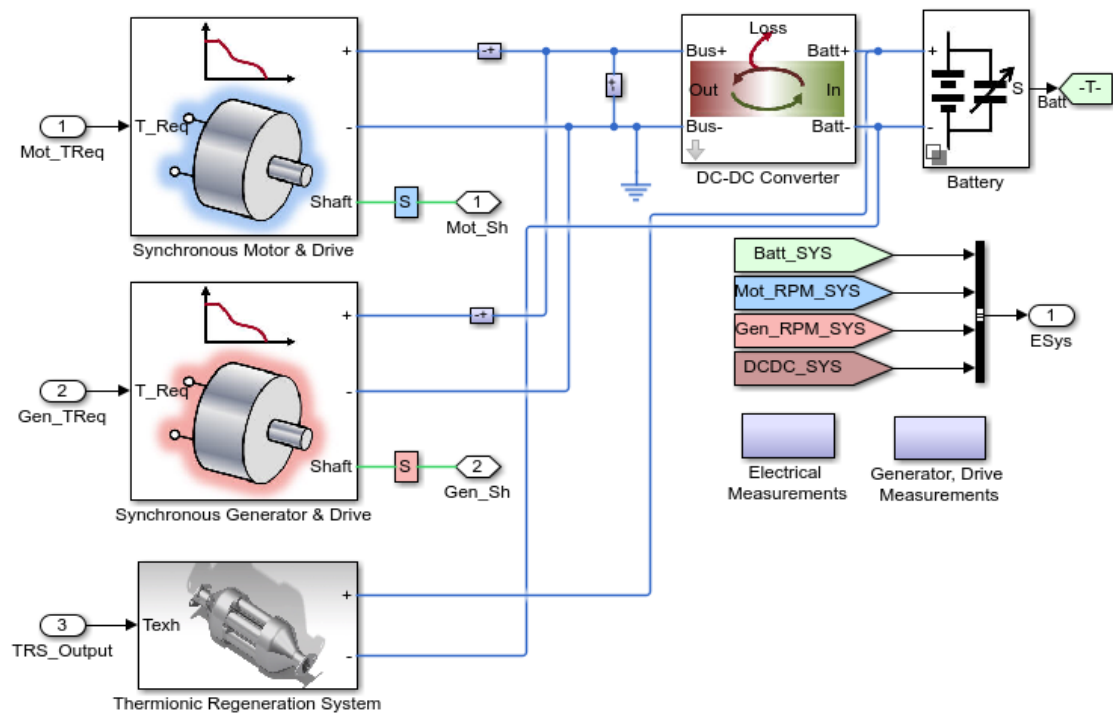 +
-+
Bus+
Loss
Batt+
+
Out
In
S
Batt
-T-
1
Mot_TReq
T_Req
-
Bus-
Batt-
-
DC-DC Converter
Battery
Shaft
S
1
Mot_Sh
Synchronous Motor & Drive
Batt_SYS
Mot_RPM_SYS
Gen_RPM_SYS
DCDC_SYS
1
ESys
+
-+
2
Gen_TReq
T_Req
-
Shaft
S
2
Gen_Sh
Synchronous Generator & Drive
Electrical
Measurements
Generator, Drive
Measurements
3
TRS_Output
Texh
+
-
Thermionic Regeneration System